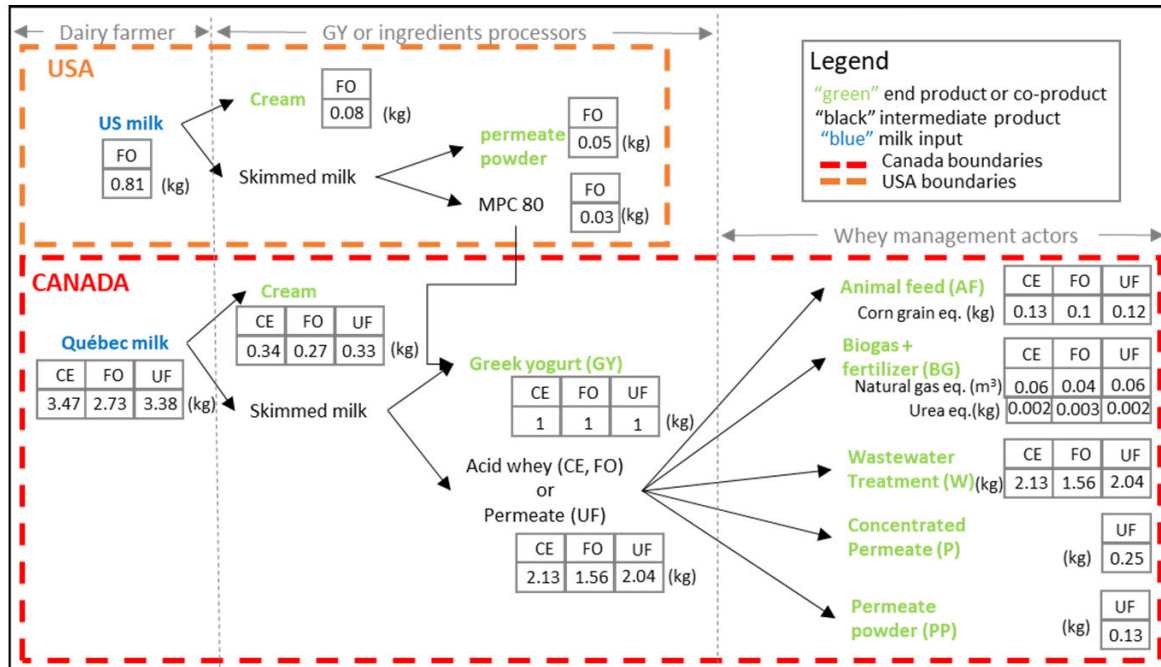 Dairy farmer
GY or ingredients processors
USA
Cream
FO
0.08
(kg)
US milk
FO
0.81
(kg)
Skimmed milk
permeate
powder
FO
0.05
(kg)
MPC 80
FO
0.03
(kg)
Legend
"green" end product or co-product
"black" intermediate product
"blue" milk input
Canada boundaries
USA boundaries
Whey management actors
CANADA
Cream
CE FO UF
0.34 0.27 0.33 (kg)
Québec milk
CE FO UF
3.47 2.73 3.38 (kg)
Skimmed milk
Greek yogurt (GY)
CE FO UF
1 1 1 (kg)
Acid whey (CE, FO)
or
Permeate (UF)
CE FO UF
2.13 1.56 2.04 (kg)
Animal feed (AF)
Corn grain eq. (kg)
CE FO UF
0.13 0.1 0.12
Biogas +
fertilizer (BG)
CE FO UF
Natural gas eq. (m³) 0.06 0.04 0.06
Urea eq.(kg) 0.002 0.003 0.002
Wastewater
Treatment (W) (kg)
CE FO UF
2.13 1.56 2.04
Concentrated
Permeate (P)
UF
(kg) 0.25
Permeate
powder (PP)
UF
(kg) 0.13